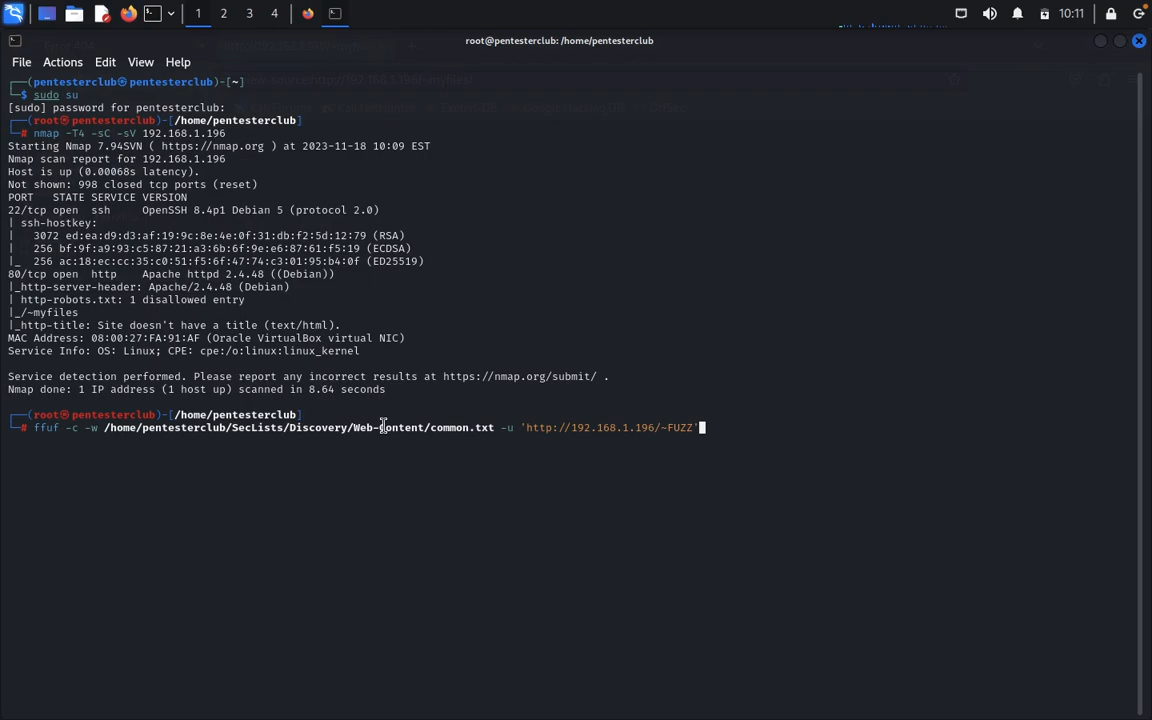 1 2 3 4
10:11
root@pentesterclub: /home/pentesterclub
File Actions Edit View Help
┌──(pentesterclub㉿pentesterclub)-[~]
└─$ sudo su
[sudo] password for pentesterclub:
┌──(root㉿pentesterclub)-[/home/pentesterclub]
└─# nmap -T4 -sC -sV 192.168.1.196
Starting Nmap 7.94SVN ( https://nmap.org ) at 2023-11-18 10:09 EST
Nmap scan report for 192.168.1.196
Host is up (0.00068s latency).
Not shown: 998 closed tcp ports (reset)
PORT   STATE SERVICE VERSION
22/tcp open  ssh     OpenSSH 8.4p1 Debian 5 (protocol 2.0)
| ssh-hostkey:
|   3072 ed:ea:d9:d3:af:19:9c:8e:4e:0f:31:db:f2:5d:12:79 (RSA)
|   256 bf:9f:a9:93:c5:87:21:a3:6b:6f:9e:e6:87:61:f5:19 (ECDSA)
|_  256 ac:18:ec:cc:35:c0:51:f5:6f:47:74:c3:01:95:b4:0f (ED25519)
80/tcp open  http    Apache httpd 2.4.48 ((Debian))
|_http-server-header: Apache/2.4.48 (Debian)
| http-robots.txt: 1 disallowed entry
|_/~myfiles
|_http-title: Site doesn't have a title (text/html).
MAC Address: 08:00:27:FA:91:AF (Oracle VirtualBox virtual NIC)
Service Info: OS: Linux; CPE: cpe:/o:linux:linux_kernel
Service detection performed. Please report any incorrect results at https://nmap.org/submit/ .
Nmap done: 1 IP address (1 host up) scanned in 8.64 seconds
┌──(root㉿pentesterclub)-[/home/pentesterclub]
└─# ffuf -c -w /home/pentesterclub/SecLists/Discovery/Web-Content/common.txt -u 'http://192.168.1.196/~FUZZ'